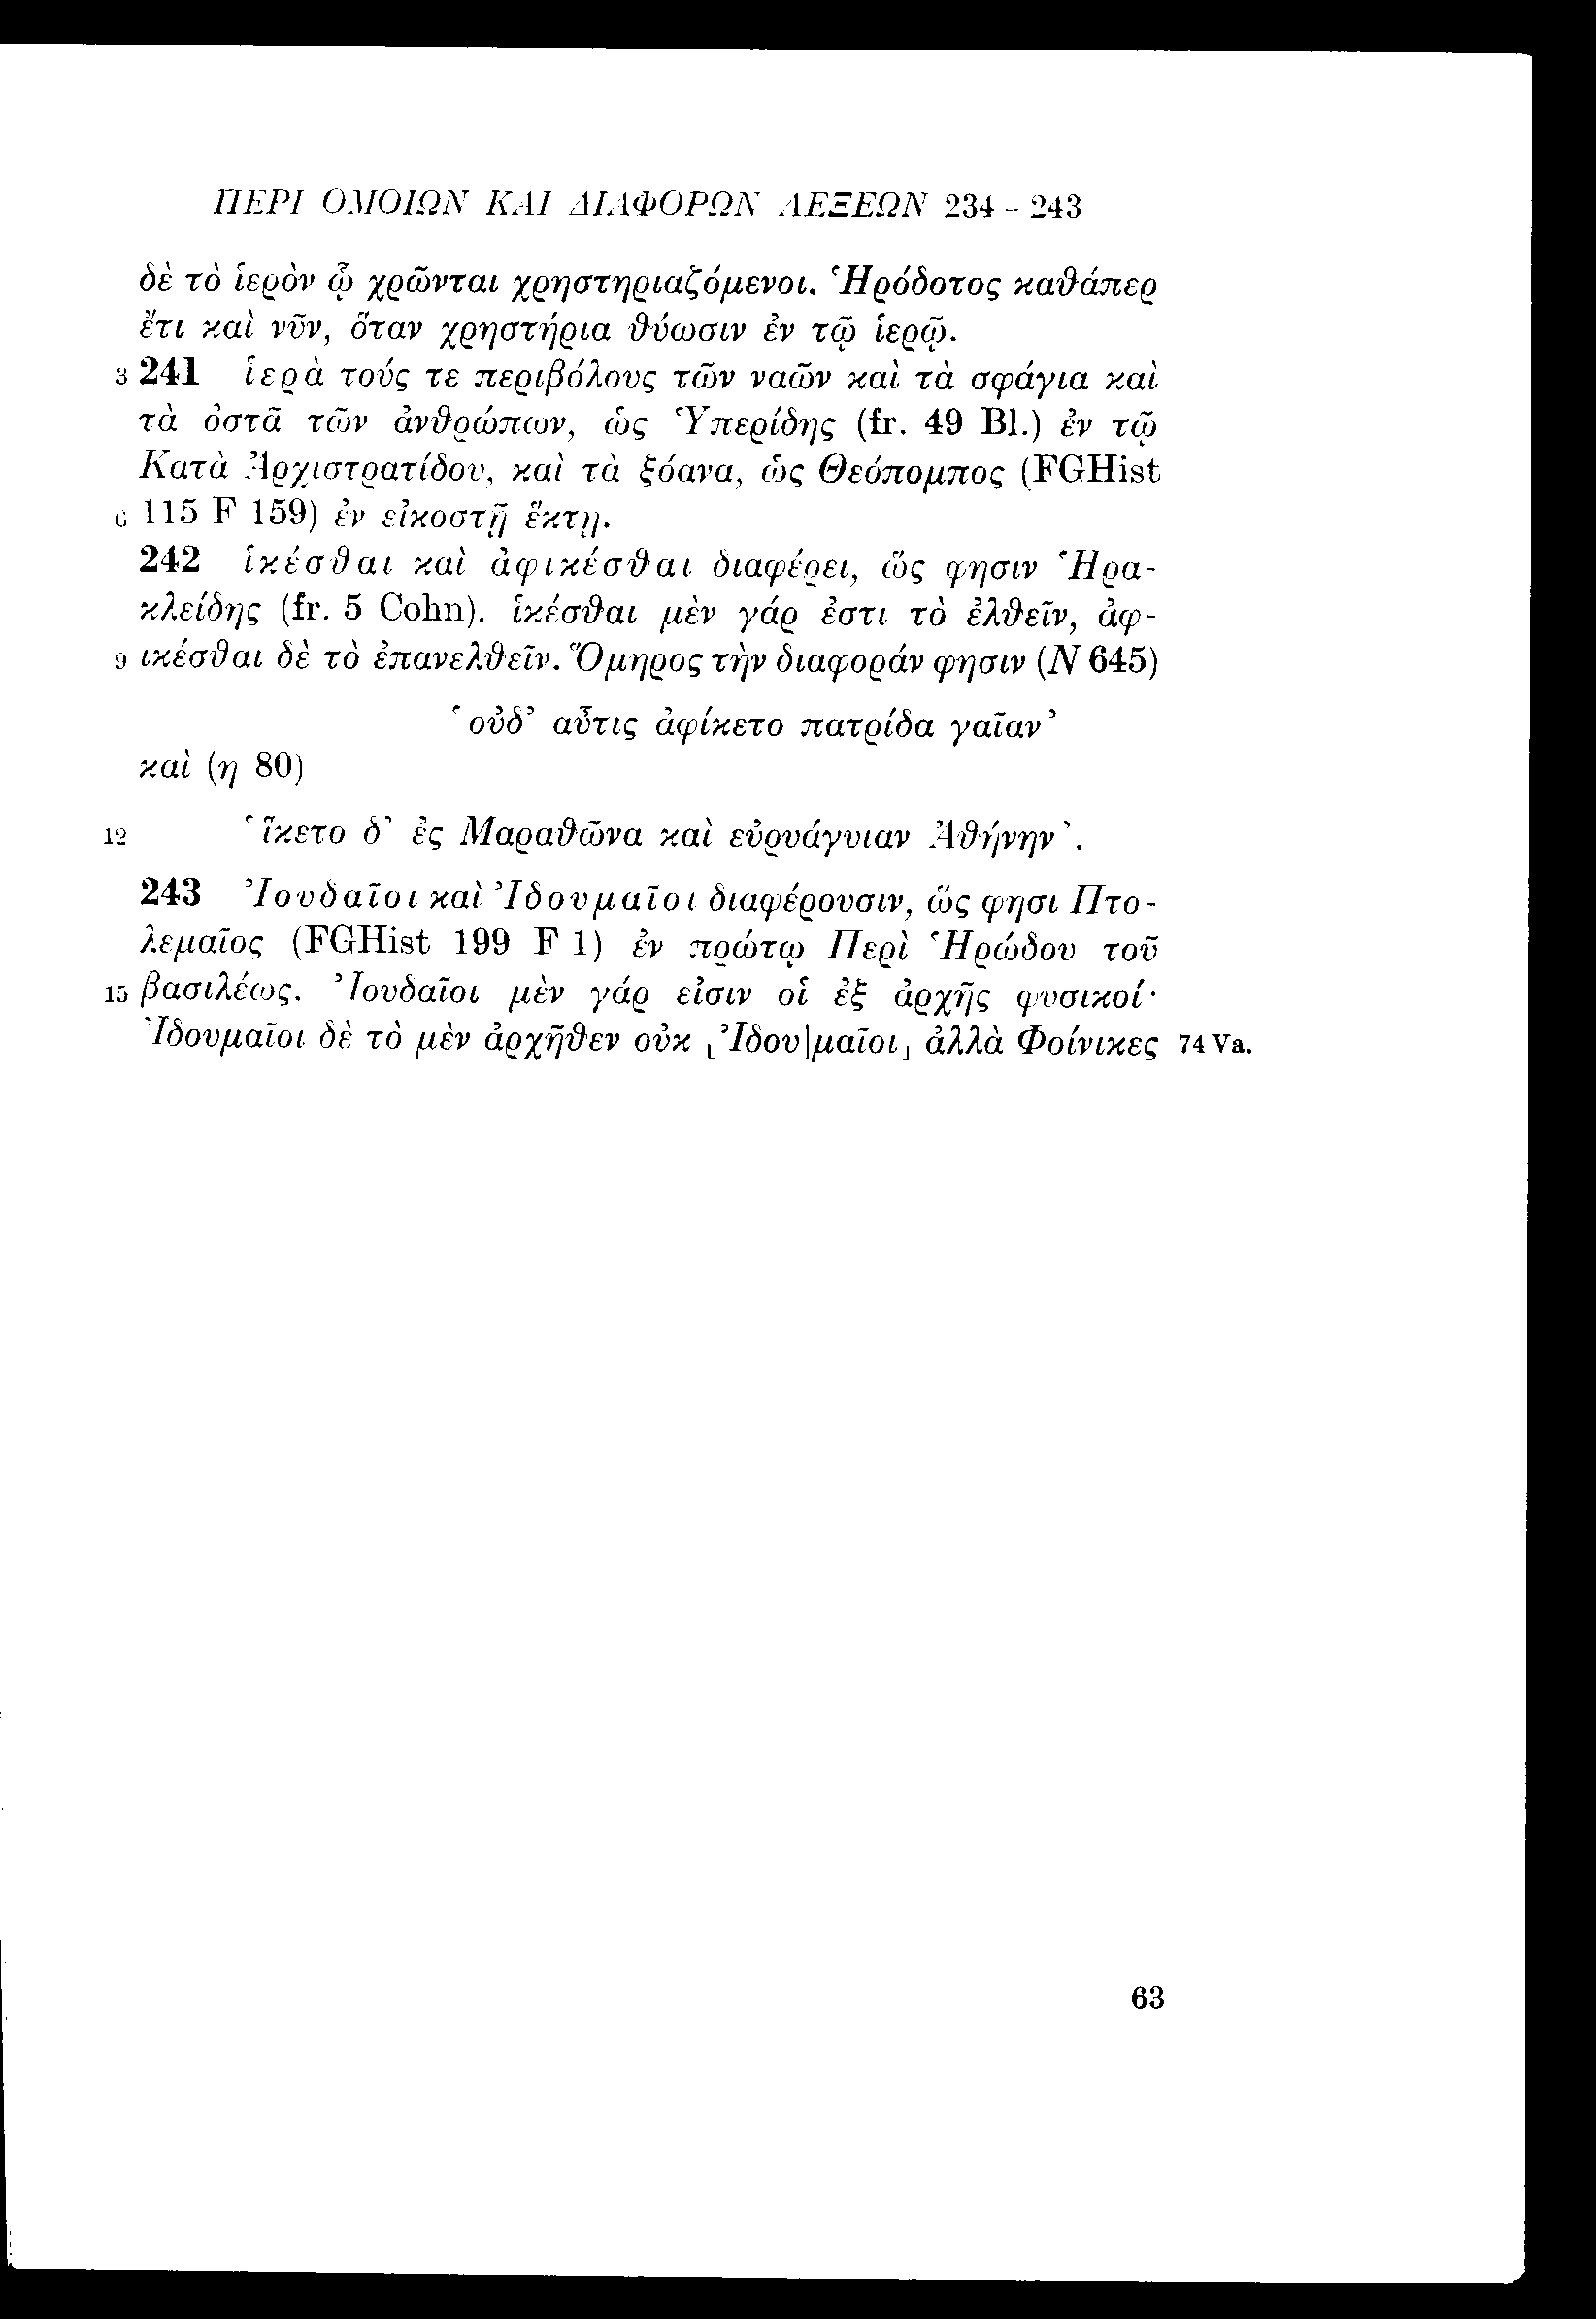 ΠΕΡΙ ΟΜΟΙΩΝ ΚΑΙ ΔΙΑΦΟΡΩΝ ΛΕΞΕΩΝ 234 - 243
δὲ τὸ ἱερὸν ᾧ χρῶνται χρηστηριαζόμενοι. Ἡρόδοτος καθάπερ
ἔτι καὶ νῦν, ὅταν χρηστήρια θύωσιν ἐν τῷ ἱερῷ.
3 241 ἱερὰ τούς τε περιβόλους τῶν ναῶν καὶ τὰ σφάγια καὶ
τὰ ὀστᾶ τῶν ἀνθρώπων, ὡς Ὑπερίδης (fr. 49 Bl.) ἐν τῷ
Κατὰ Ἀρχιστρατίδου, καὶ τὰ ξόανα, ὡς Θεόπομπος (FGHist
6 115 F 159) ἐν εἰκοστῇ ἕκτῃ.
242 ἱκέσθαι καὶ ἀφικέσθαι διαφέρει, ὥς φησιν Ἡρα-
κλείδης (fr. 5 Cohn). ἱκέσθαι μὲν γάρ ἐστι τὸ ἐλθεῖν, ἀφ-
9 ικέσθαι δὲ τὸ ἐπανελθεῖν. Ὅμηρος τὴν διαφοράν φησιν (Ν 645)
‘οὐδ’ αὖτις ἀφίκετο πατρίδα γαῖαν’
καὶ (η 80)
12 ‘ἵκετο δ’ ἐς Μαραθῶνα καὶ εὐρυάγυιαν Ἀθήνην’.
243 Ἰουδαῖοι καὶ Ἰδουμαῖοι διαφέρουσιν, ὥς φησι Πτο-
λεμαῖος (FGHist 199 F 1) ἐν πρώτῳ Περὶ Ἡρώδου τοῦ
15 βασιλέως. Ἰουδαῖοι μὲν γάρ εἰσιν οἱ ἐξ ἀρχῆς φυσικοί·
Ἰδουμαῖοι δὲ τὸ μὲν ἀρχῆθεν οὐκ ⌊Ἰδου|μαῖοι⌋ ἀλλὰ Φοίνικες 74 Va.
63